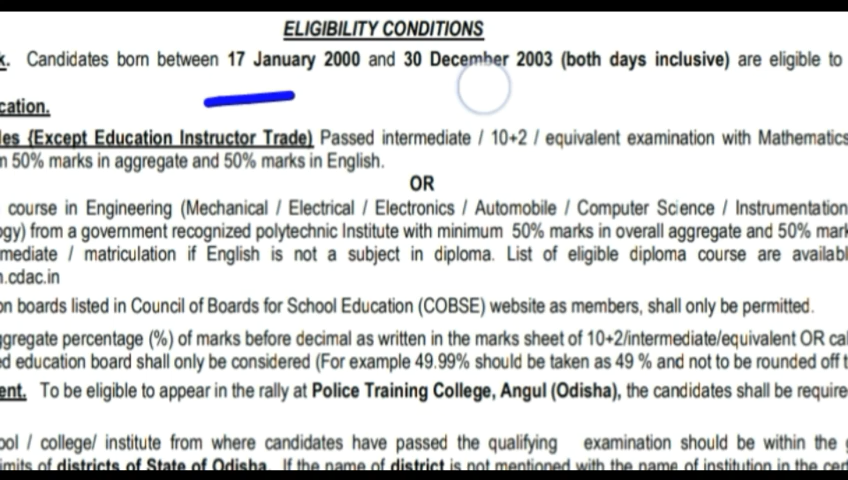 ELIGIBILITY CONDITIONS
k. Candidates born between 17 January 2000 and 30 December 2003 (both days inclusive) are eligible to
cation.
les {Except Education Instructor Trade) Passed intermediate / 10+2 / equivalent examination with Mathematics
n 50% marks in aggregate and 50% marks in English.
OR
course in Engineering (Mechanical / Electrical / Electronics / Automobile / Computer Science / Instrumentation
ogy) from a government recognized polytechnic Institute with minimum 50% marks in overall aggregate and 50% mark
mediate / matriculation if English is not a subject in diploma. List of eligible diploma course are availabl
n.cdac.in
on boards listed in Council of Boards for School Education (COBSE) website as members, shall only be permitted.
ggregate percentage (%) of marks before decimal as written in the marks sheet of 10+2/intermediate/equivalent OR cal
ed education board shall only be considered (For example 49.99% should be taken as 49 % and not to be rounded off t
ent. To be eligible to appear in the rally at Police Training College, Angul (Odisha), the candidates shall be require
ool / college/ institute from where candidates have passed the qualifying examination should be within the g
imits of districts of State of Odisha. If the name of district is not mentioned with the name of institution in the cert